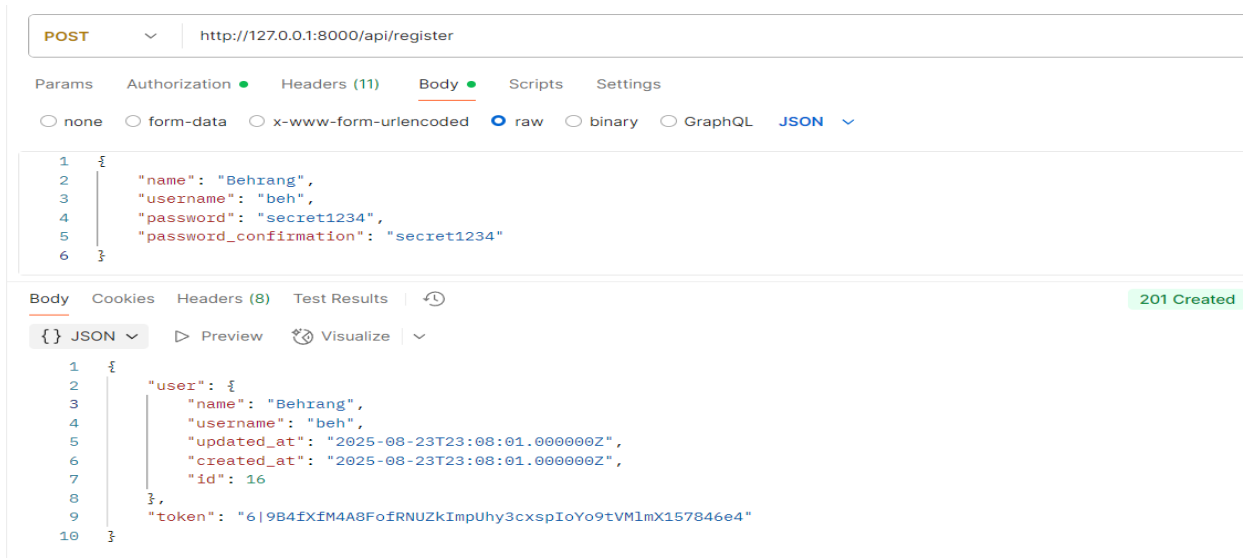 POST http://127.0.0.1:8000/api/register
Params Authorization Headers (11) Body Scripts Settings
none form-data x-www-form-urlencoded raw binary GraphQL JSON
1 {
2 "name": "Behrang",
3 "username": "beh",
4 "password": "secret1234",
5 "password_confirmation": "secret1234"
6 }
Body Cookies Headers (8) Test Results 201 Created
{} JSON Preview Visualize
1 {
2 "user": {
3 "name": "Behrang",
4 "username": "beh",
5 "updated_at": "2025-08-23T23:08:01.000000Z",
6 "created_at": "2025-08-23T23:08:01.000000Z",
7 "id": 16
8 },
9 "token": "6|9B4fXfM4A8FofRNUZkImpUhy3cxspIoYo9tVMlmX157846e4"
10 }